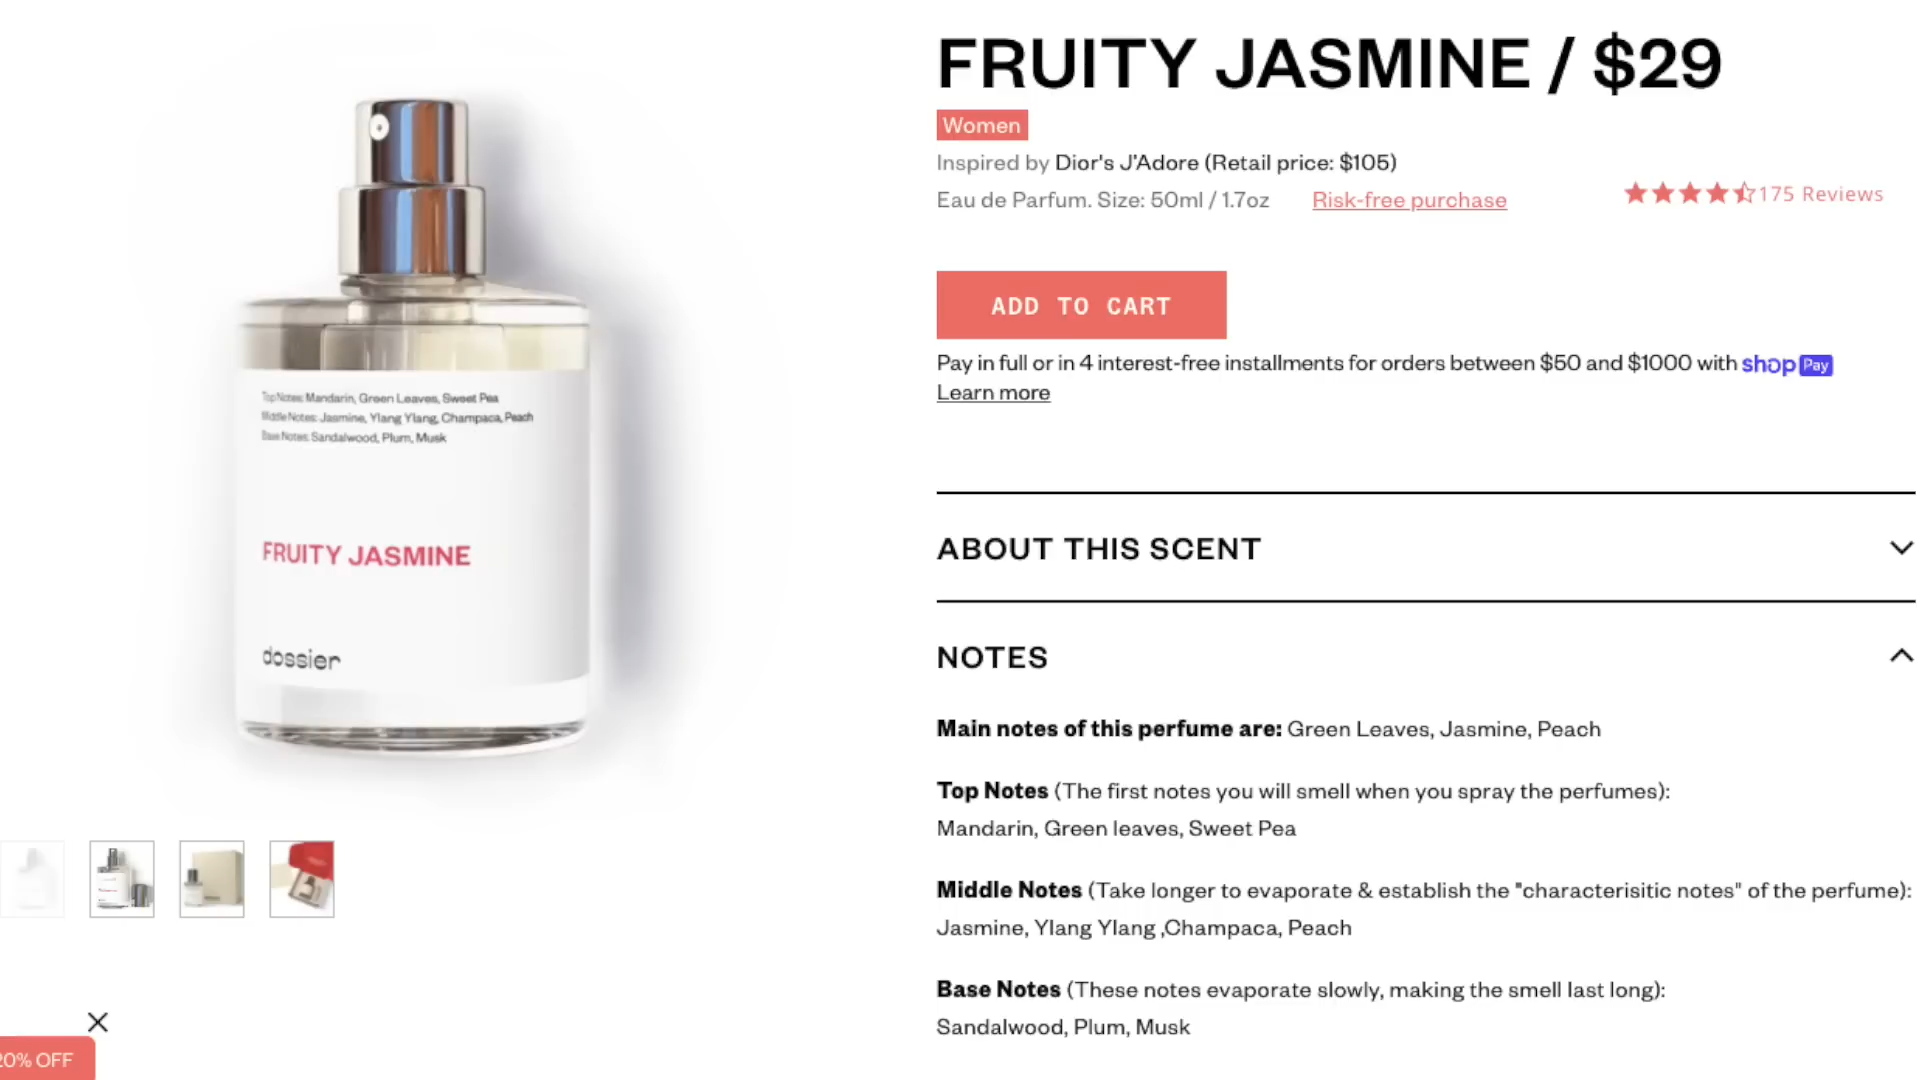 FRUITY JASMINE / $29
Women
Inspired by Dior's J'Adore (Retail price: $105)
Eau de Parfum. Size: 50ml / 1.7oz Risk-free purchase
175 Reviews
ADD TO CART
Pay in full or in 4 interest-free installments for orders between $50 and $1000 with shop Pay
Learn more
ABOUT THIS SCENT
NOTES
Main notes of this perfume are: Green Leaves, Jasmine, Peach
Top Notes (The first notes you will smell when you spray the perfumes):
Mandarin, Green leaves, Sweet Pea
Middle Notes (Take longer to evaporate & establish the "characterisitic notes" of the perfume):
Jasmine, Ylang Ylang ,Champaca, Peach
Base Notes (These notes evaporate slowly, making the smell last long):
Sandalwood, Plum, Musk
Top Notes: Mandarin, Green Leaves, Sweet Pea
Middle Notes: Jasmine, Ylang Ylang, Champaca, Peach
Base Notes: Sandalwood, Plum, Musk
FRUITY JASMINE
dossier
20% OFF